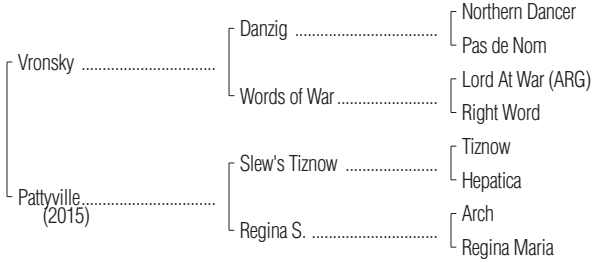 Northern Dancer
Danzig
Pas de Nom
Vronsky
Lord At War (ARG)
Words of War
Right Word
Tiznow
Slew's Tiznow
Hepatica
Pattyville
(2015)
Arch
Regina S.
Regina Maria